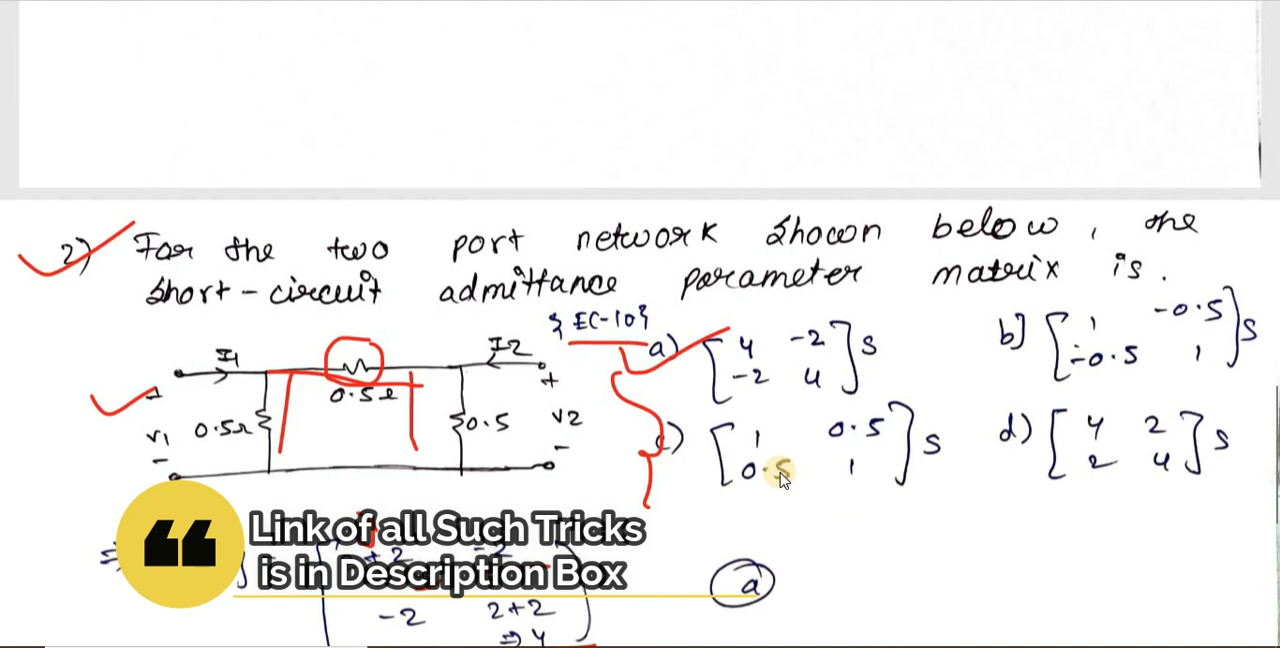 2) For the two port network shown below, the
short-circuit admittance parameter matrix is.
{EC-10}
a) [4 -2
-2 4] s
b) [1 -0.5
-0.5 1] s
I1
I2
0.5Ω
+
V1
-
0.5Ω
0.5
+
V2
-
c) [1 0.5
0.5 1] s
d) [4 2
2 4] s
Link of all Such Tricks
is in Description Box
+2 -2
-2 2+2
⇒ 4
a